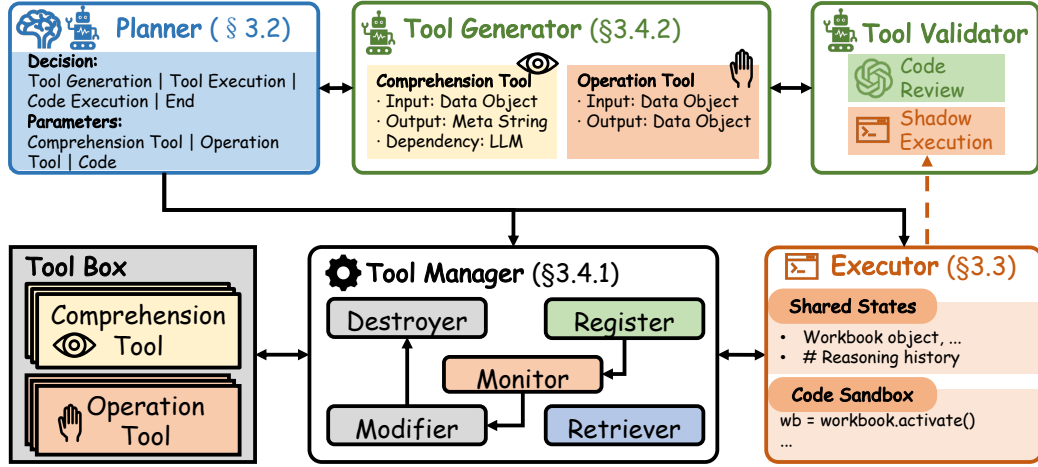 Planner ( § 3.2)
Decision:
Tool Generation | Tool Execution |
Code Execution | End
Parameters:
Comprehension Tool | Operation
Tool | Code
Tool Generator (§3.4.2)
Comprehension Tool
· Input: Data Object
· Output: Meta String
· Dependency: LLM
Operation Tool
· Input: Data Object
· Output: Data Object
Tool Validator
Code
Review
Shadow
Execution
Tool Box
Comprehension
Tool
Operation
Tool
Tool Manager (§3.4.1)
Destroyer
Register
Monitor
Modifier
Retriever
Executor (§3.3)
Shared States
• Workbook object, ...
• # Reasoning history
Code Sandbox
wb = workbook.activate()
...